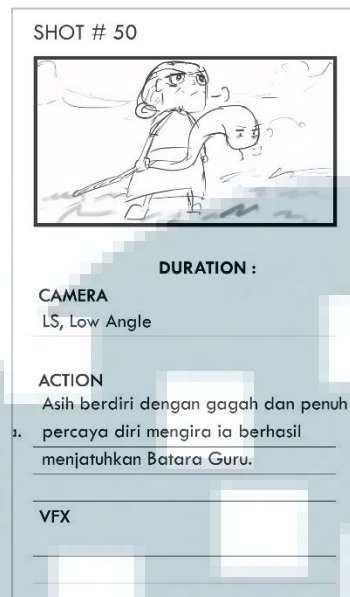 SHOT # 50
DURATION :
CAMERA
LS, Low Angle
ACTION
Asih berdiri dengan gagah dan penuh
a. percaya diri mengira ia berhasil
menjatuhkan Batara Guru.
VFX